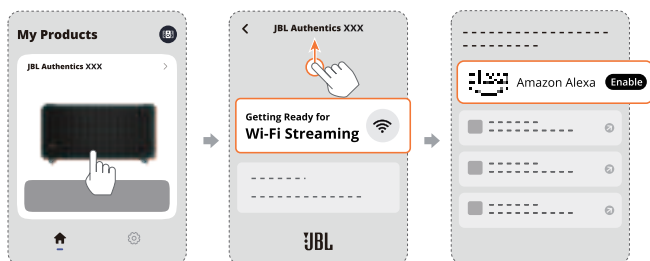 My Products
JBL Authentics XXX
JBL Authentics XXX
Getting Ready for
Wi-Fi Streaming
JBL
Amazon Alexa
Enable